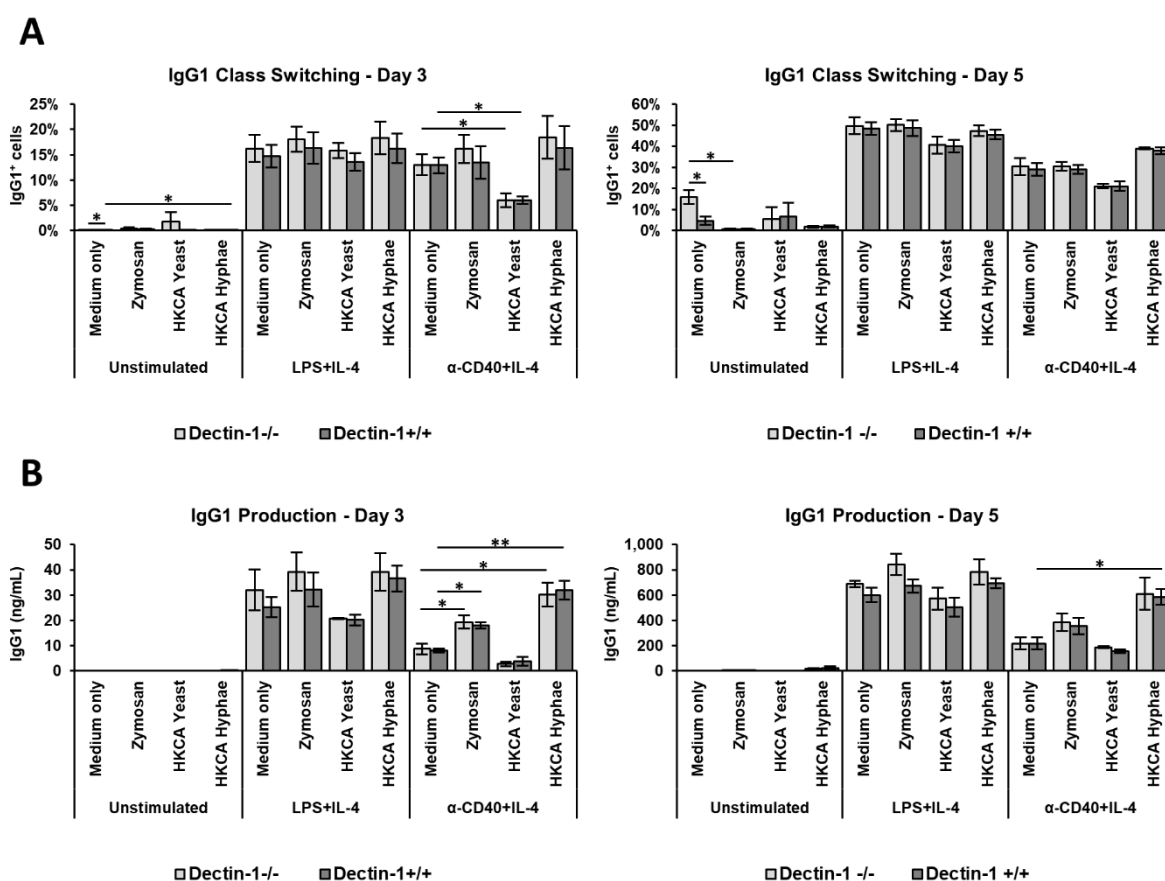 A
IgG1 Class Switching - Day 3
IgG1+ cells
25%
20%
15%
10%
5%
0%
* * * *
Medium only Zymosan HKCA Yeast HKCA Hyphae Medium only Zymosan HKCA Yeast HKCA Hyphae Medium only Zymosan HKCA Yeast HKCA Hyphae
Unstimulated LPS+IL-4 α-CD40+IL-4
Dectin-1-/- Dectin-1+/+
IgG1 Class Switching - Day 5
IgG1+ cells
60%
50%
40%
30%
20%
10%
0%
* *
Medium only Zymosan HKCA Yeast HKCA Hyphae Medium only Zymosan HKCA Yeast HKCA Hyphae Medium only Zymosan HKCA Yeast HKCA Hyphae
Unstimulated LPS+IL-4 α-CD40+IL-4
Dectin-1 -/- Dectin-1 +/+
B
IgG1 Production - Day 3
IgG1 (ng/mL)
50
40
30
20
10
0
** * * *
Medium only Zymosan HKCA Yeast HKCA Hyphae Medium only Zymosan HKCA Yeast HKCA Hyphae Medium only Zymosan HKCA Yeast HKCA Hyphae
Unstimulated LPS+IL-4 α-CD40+IL-4
Dectin-1-/- Dectin-1+/+
IgG1 Production - Day 5
IgG1 (ng/mL)
1,000
800
600
400
200
0
*
Medium only Zymosan HKCA Yeast HKCA Hyphae Medium only Zymosan HKCA Yeast HKCA Hyphae Medium only Zymosan HKCA Yeast HKCA Hyphae
Unstimulated LPS+IL-4 α-CD40+IL-4
Dectin-1 -/- Dectin-1 +/+